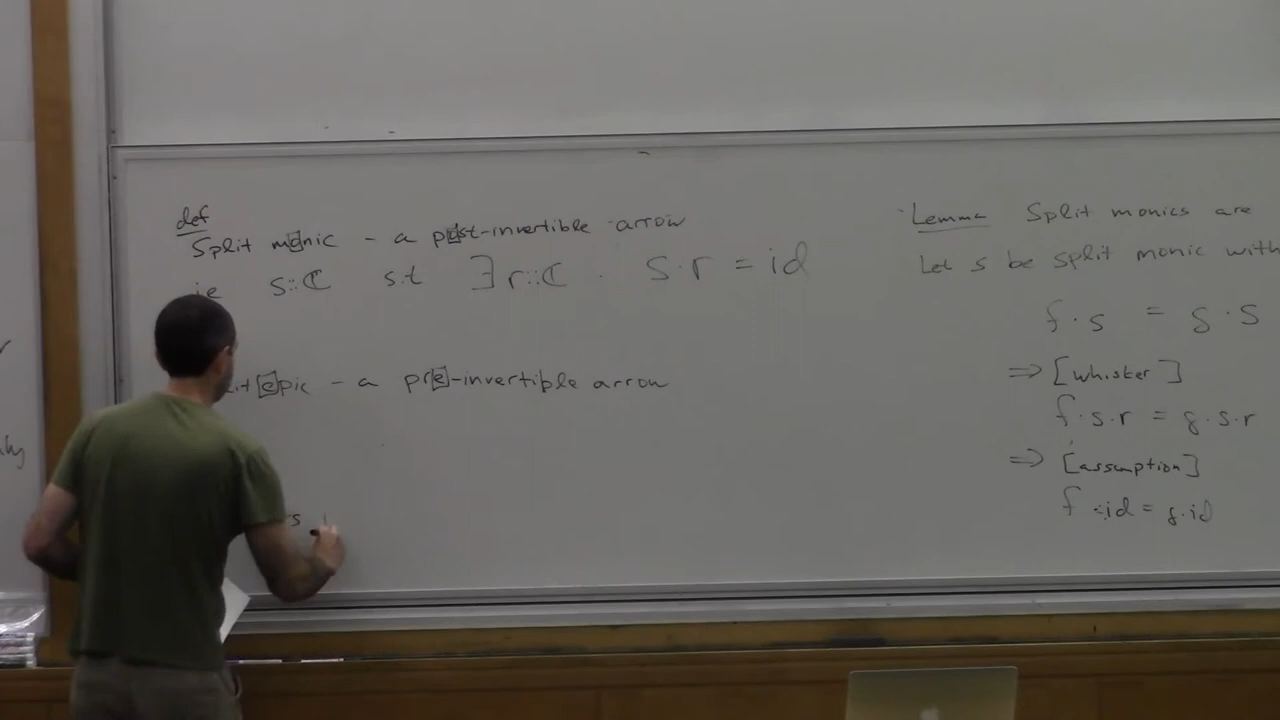 def
Split monic - a post-invertible arrow
ie s::ℂ s.t ∃r::ℂ . s·r = id
epic - a pre-invertible arrow
Lemma Split monics are
Let s be split monic with
f·s = g·s
⇒ [whisker]
f·s·r = g·s·r
⇒ [assumption]
f·id = g·id